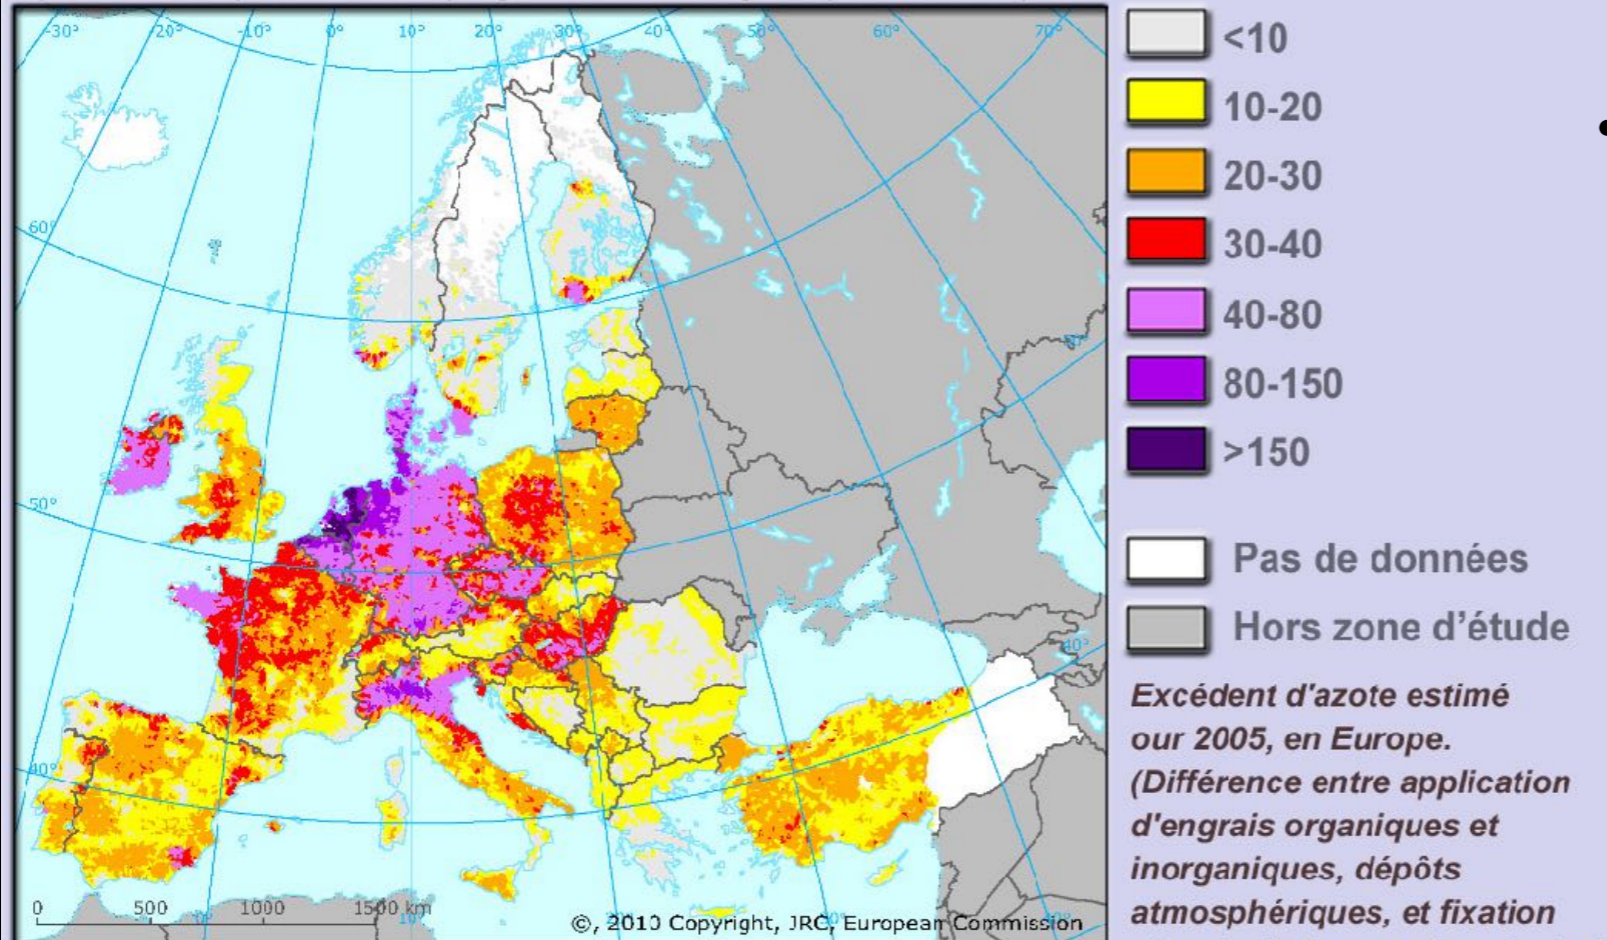 -30° -20° -10° 0° 10° 20° 30° 40° 60° 70°
<10
10-20
20-30
60°
30-40
40-80
80-150
>150
50°
Pas de données
Hors zone d'étude
40°
Excédent d'azote estimé
our 2005, en Europe.
40°
(Différence entre application
d'engrais organiques et
inorganiques, dépôts
atmosphériques, et fixation
0 500 1000 1500 km
10°
©, 2010 Copyright, JRC, European Commission